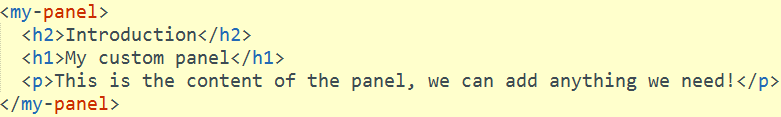 <my-panel>
  <h2>Introduction</h2>
  <h1>My custom panel</h1>
  <p>This is the content of the panel, we can add anything we need!</p>
</my-panel>